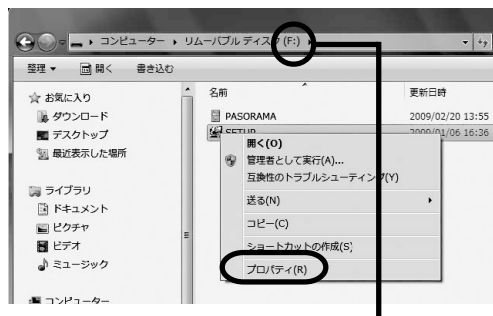 コンピューター ▸ リムーバブル ディスク (F:) ▸
整理 ▼ 開く 書き込む
お気に入り
ダウンロード
デスクトップ
最近表示した場所
ライブラリ
ドキュメント
ピクチャ
ビデオ
ミュージック
コンピューター
名前 更新日時
PASORAMA 2009/02/20 13:55
SETUP 2009/01/06 16:36
開く(O)
管理者として実行(A)...
互換性のトラブルシューティング(Y)
送る(N)
コピー(C)
ショートカットの作成(S)
プロパティ(R)